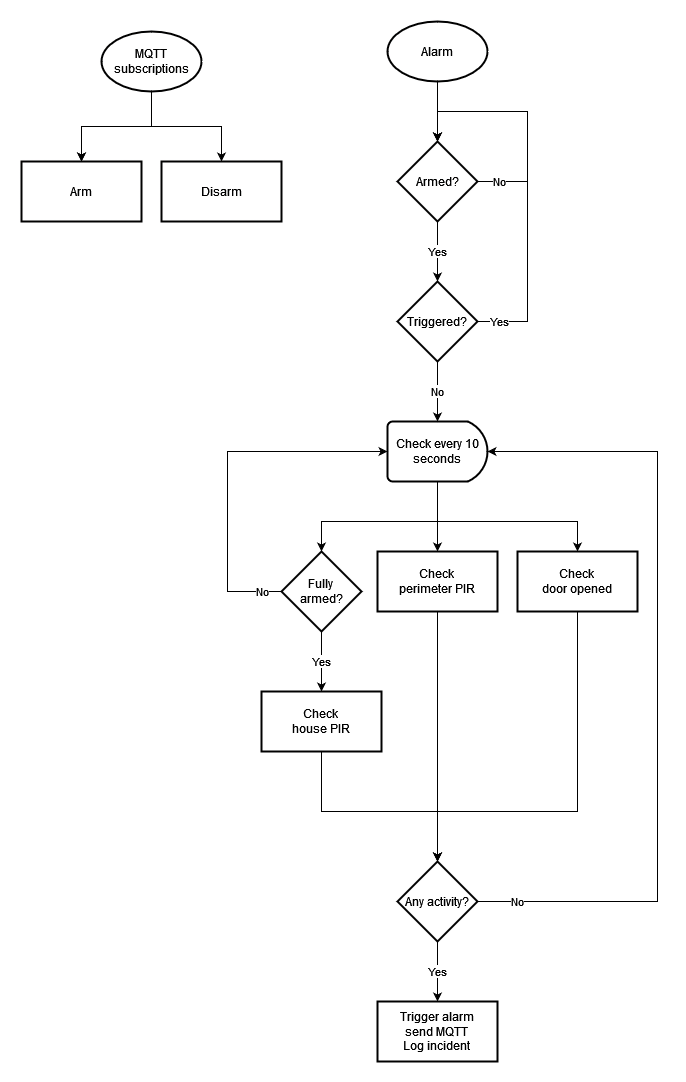 MQTT
subscriptions
Arm
Disarm
Alarm
Armed?
No
Yes
Triggered?
Yes
No
Check every 10
seconds
Fully
armed?
No
Yes
Check
perimeter PIR
Check
door opened
Check
house PIR
Any activity?
No
Yes
Trigger alarm
send MQTT
Log incident